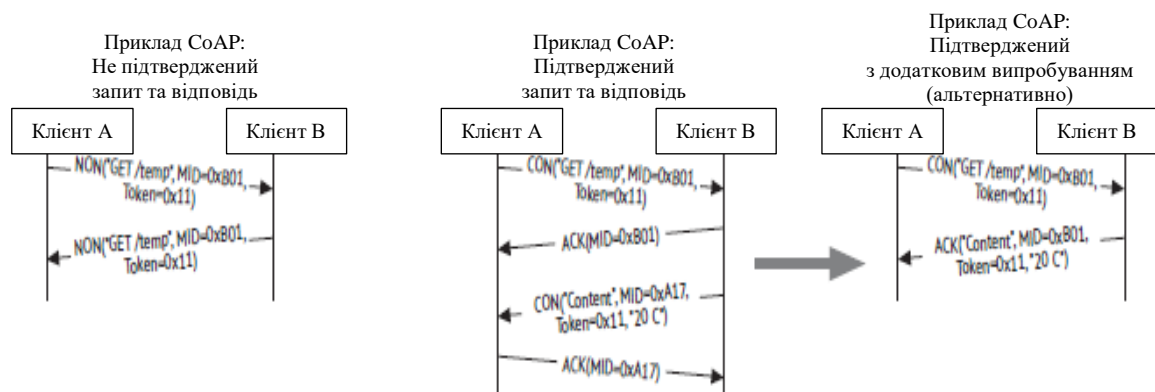 Приклад CoAP:
Не підтверджений
запит та відповідь
Клієнт А
Клієнт В
NON("GET /temp", MID=0xB01,
Token=0x11)
NON("GET /temp", MID=0xB01,
Token=0x11)
Приклад CoAP:
Підтверджений
запит та відповідь
Клієнт А
Клієнт В
CON("GET /temp", MID=0xB01,
Token=0x11)
ACK(MID=0xB01)
CON("Content", MID=0xA17,
Token=0x11, "20 C")
ACK(MID=0xA17)
Приклад CoAP:
Підтверджений
з додатковим випробуванням
(альтернативно)
Клієнт А
Клієнт В
CON("GET /temp", MID=0xB01,
Token=0x11)
ACK("Content", MID=0xB01,
Token=0x11, "20 C")